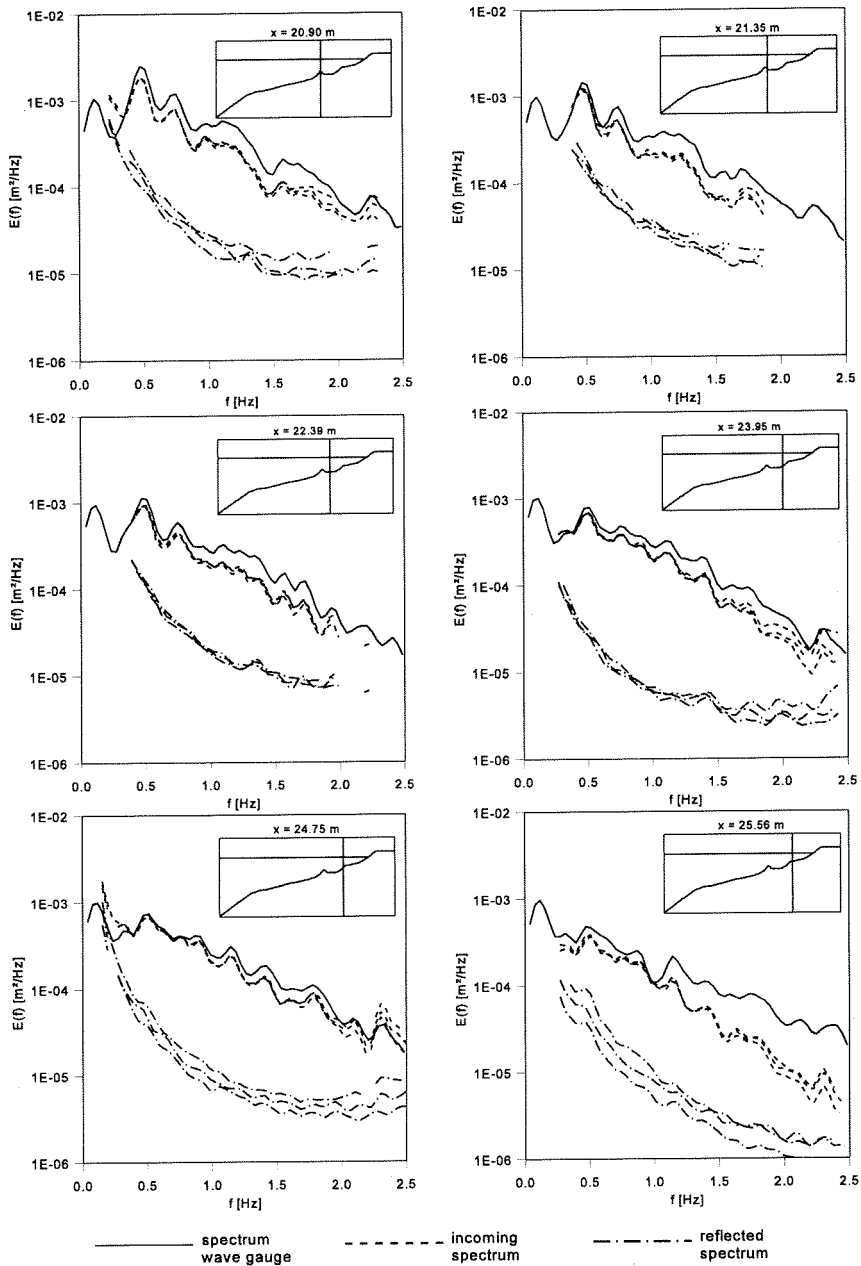 x = 20.90 m
1E-02
1E-03
1E-04
1E-05
1E-06
E(f) [m²/Hz]
0.0 0.5 1.0 1.5 2.0 2.5
f [Hz]
x = 21.35 m
1E-02
1E-03
1E-04
1E-05
1E-06
E(f) [m²/Hz]
0.0 0.5 1.0 1.5 2.0 2.5
f [Hz]
x = 22.39 m
1E-02
1E-03
1E-04
1E-05
1E-06
E(f) [m²/Hz]
0.0 0.5 1.0 1.5 2.0 2.5
f [Hz]
x = 23.95 m
1E-02
1E-03
1E-04
1E-05
1E-06
E(f) [m²/Hz]
0.0 0.5 1.0 1.5 2.0 2.5
f [Hz]
x = 24.75 m
1E-02
1E-03
1E-04
1E-05
1E-06
E(f) [m²/Hz]
0.0 0.5 1.0 1.5 2.0 2.5
f [Hz]
x = 25.56 m
1E-02
1E-03
1E-04
1E-05
1E-06
E(f) [m²/Hz]
0.0 0.5 1.0 1.5 2.0 2.5
f [Hz]
spectrum
wave gauge
incoming
spectrum
reflected
spectrum